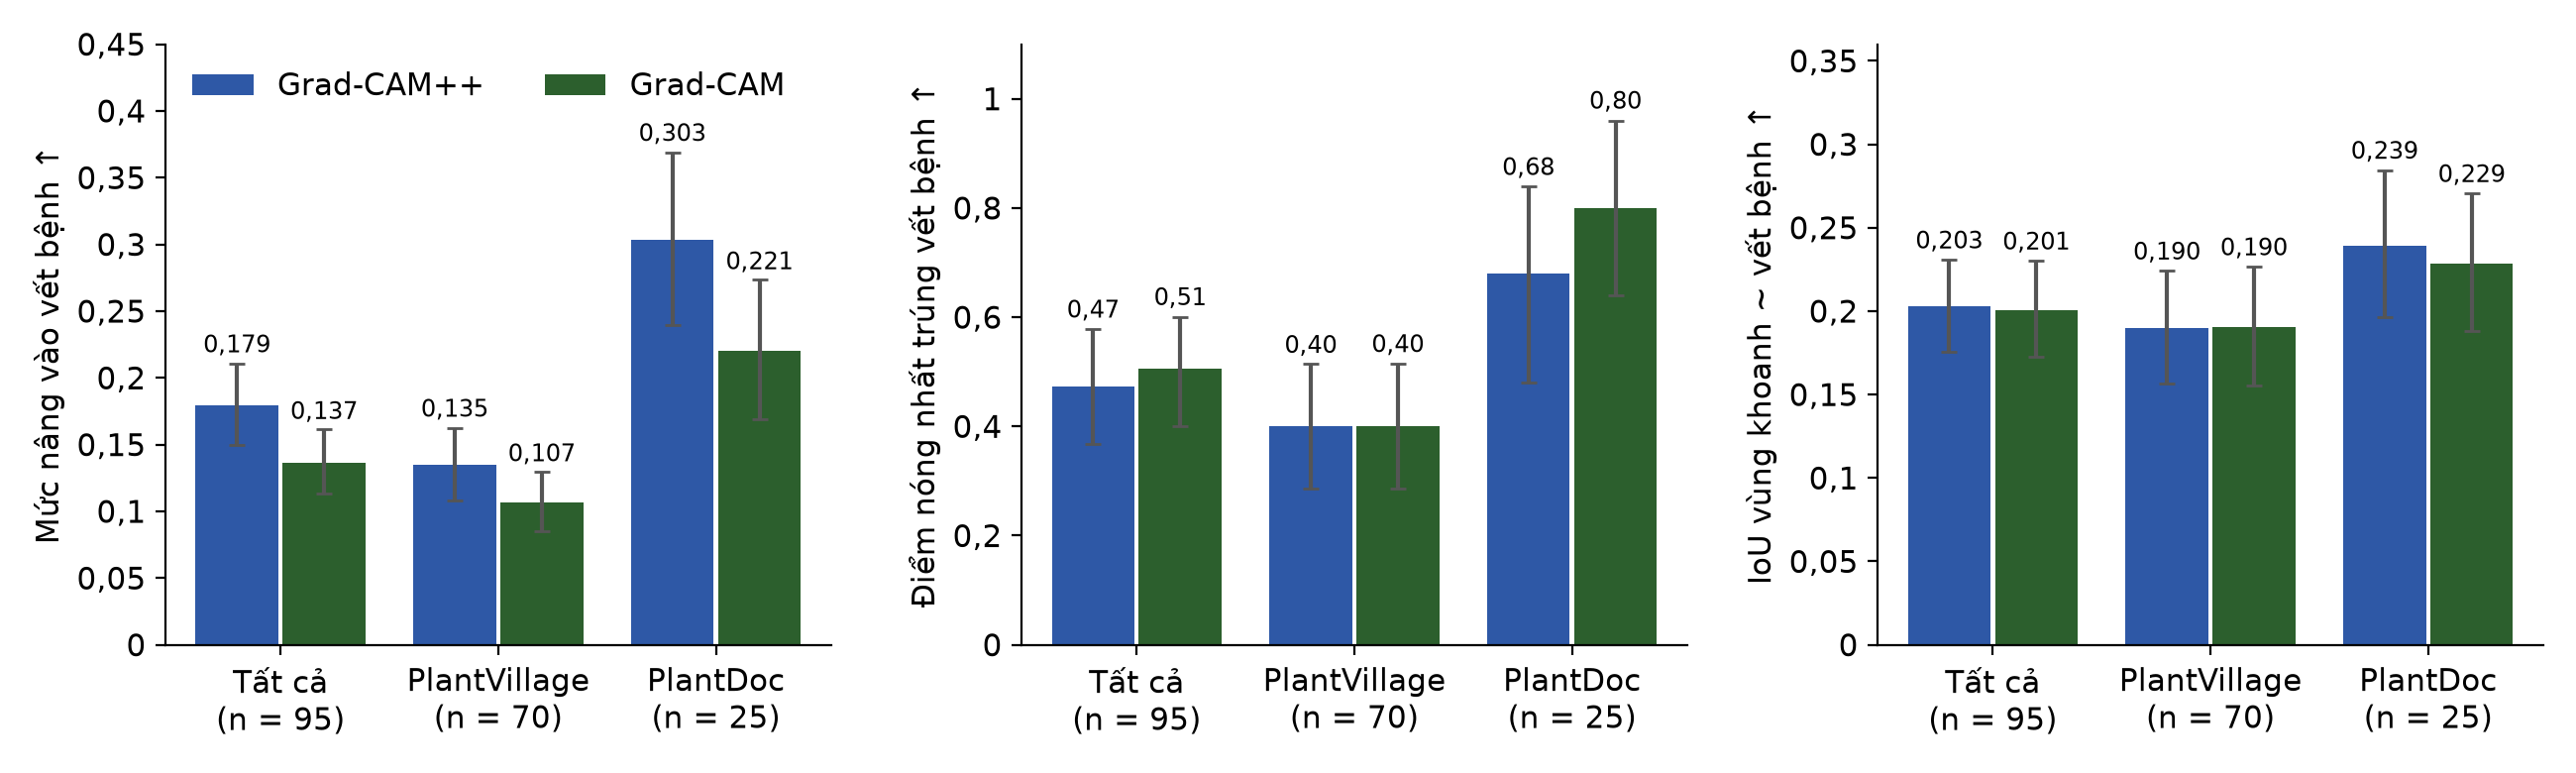 Mức nâng vào vết bệnh ↑
0,45
0,4
0,35
0,3
0,25
0,2
0,15
0,1
0,05
0
Grad-CAM++
Grad-CAM
0,179
0,137
0,135
0,107
0,303
0,221
Tất cả
(n = 95)
PlantVillage
(n = 70)
PlantDoc
(n = 25)
Điểm nóng nhất trúng vết bệnh ↑
1
0,8
0,6
0,4
0,2
0
0,47
0,51
0,40
0,40
0,68
0,80
Tất cả
(n = 95)
PlantVillage
(n = 70)
PlantDoc
(n = 25)
IoU vùng khoanh ~ vết bệnh ↑
0,35
0,3
0,25
0,2
0,15
0,1
0,05
0
0,203
0,201
0,190
0,190
0,239
0,229
Tất cả
(n = 95)
PlantVillage
(n = 70)
PlantDoc
(n = 25)